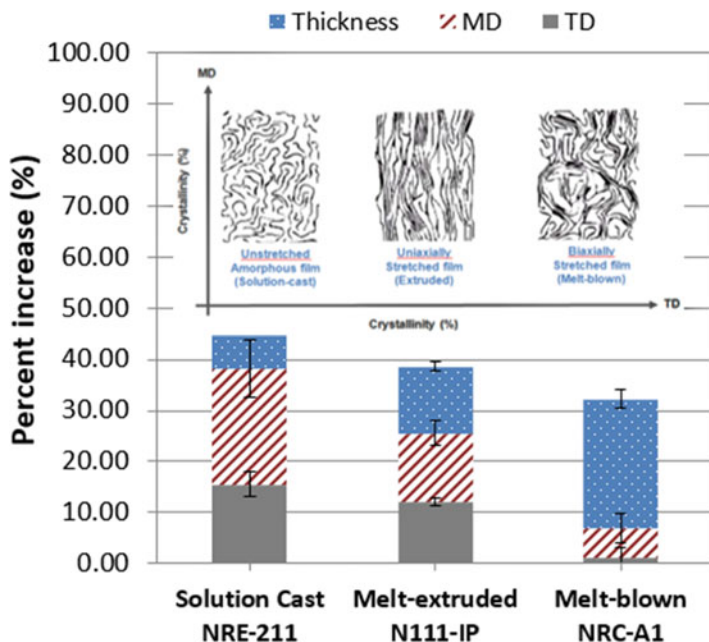 Thickness MD TD
100.00
90.00
80.00
70.00
60.00
50.00
40.00
30.00
20.00
10.00
0.00
Percent increase (%)
MD
Crystallinity (%)
Unstretched
Amorphous film
(Solution-cast)
Uniaxially
Stretched film
(Extruded)
Biaxially
Stretched film
(Melt-blown)
TD
Crystallinity (%)
Solution Cast
NRE-211
Melt-extruded
N111-IP
Melt-blown
NRC-A1